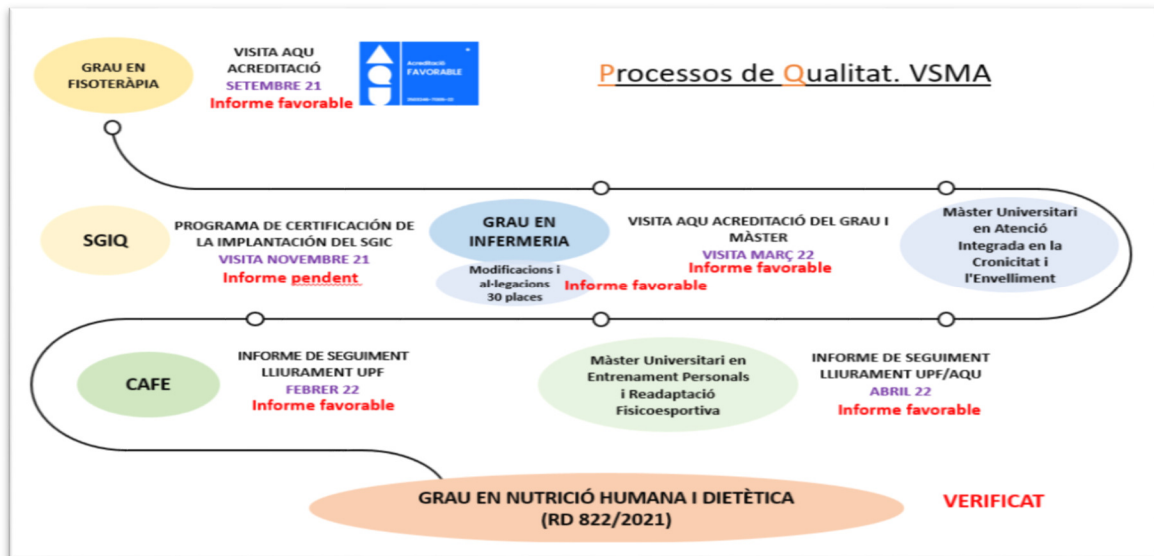 Processos de Qualitat. VSMA
GRAU EN
FISOTERÀPIA
VISITA AQU
ACREDITACIÓ
SETEMBRE 21
Informe favorable
AQU
Acreditació
FAVORABLE
SGIQ
PROGRAMA DE CERTIFICACIÓN DE
LA IMPLANTACIÓN DEL SGIC
VISITA NOVEMBRE 21
Informe pendent
GRAU EN
INFERMERIA
Modificacions i
al·legacions
30 places
Informe favorable
VISITA AQU ACREDITACIÓ DEL GRAU I
MÀSTER
VISITA MARÇ 22
Informe favorable
Màster Universitari
en Atenció
Integrada en la
Cronicitat i
l'Envelliment
CAFE
INFORME DE SEGUIMENT
LLIURAMENT UPF
FEBRER 22
Informe favorable
Màster Universitari en
Entrenament Personals
i Readaptació
Fisicoesportiva
INFORME DE SEGUIMENT
LLIURAMENT UPF/AQU
ABRIL 22
Informe favorable
GRAU EN NUTRICIÓ HUMANA I DIETÈTICA
(RD 822/2021)
VERIFICAT